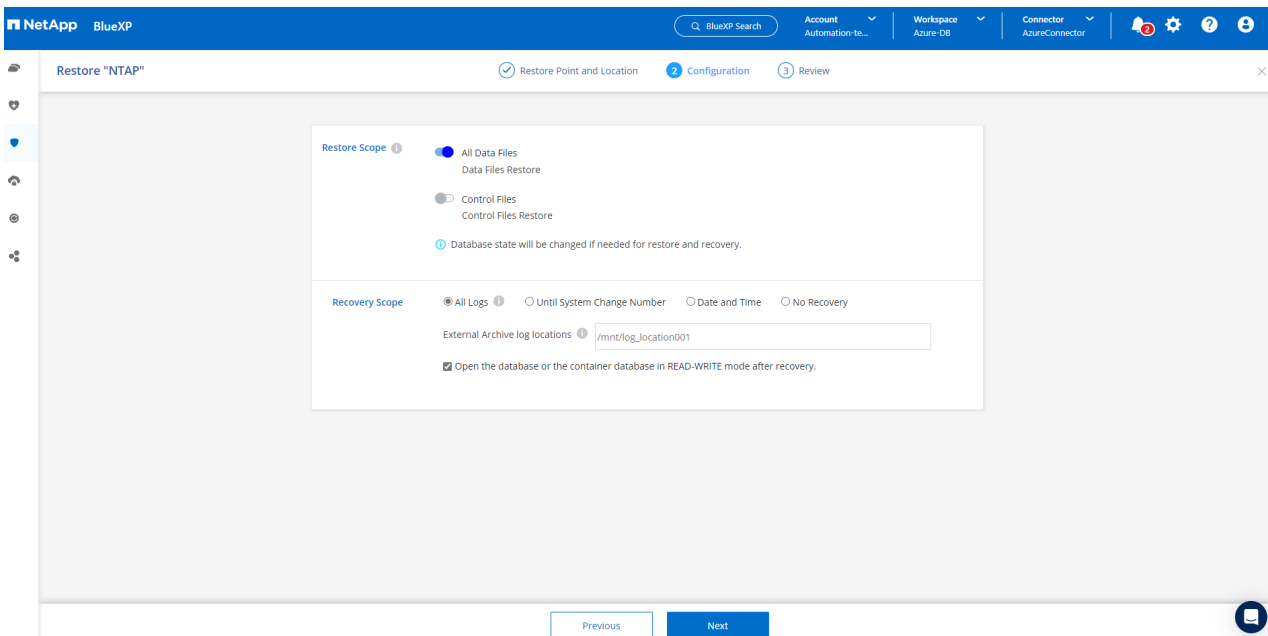 NetApp BlueXP
BlueXP Search
Account
Automation-te...
Workspace
Azure-DB
Connector
AzureConnector
2
Restore "NTAP"
Restore Point and Location
2 Configuration
3 Review
Restore Scope
All Data Files
Data Files Restore
Control Files
Control Files Restore
Database state will be changed if needed for restore and recovery.
Recovery Scope
All Logs
Until System Change Number
Date and Time
No Recovery
External Archive log locations
/mnt/log_location001
Open the database or the container database in READ-WRITE mode after recovery.
Previous
Next